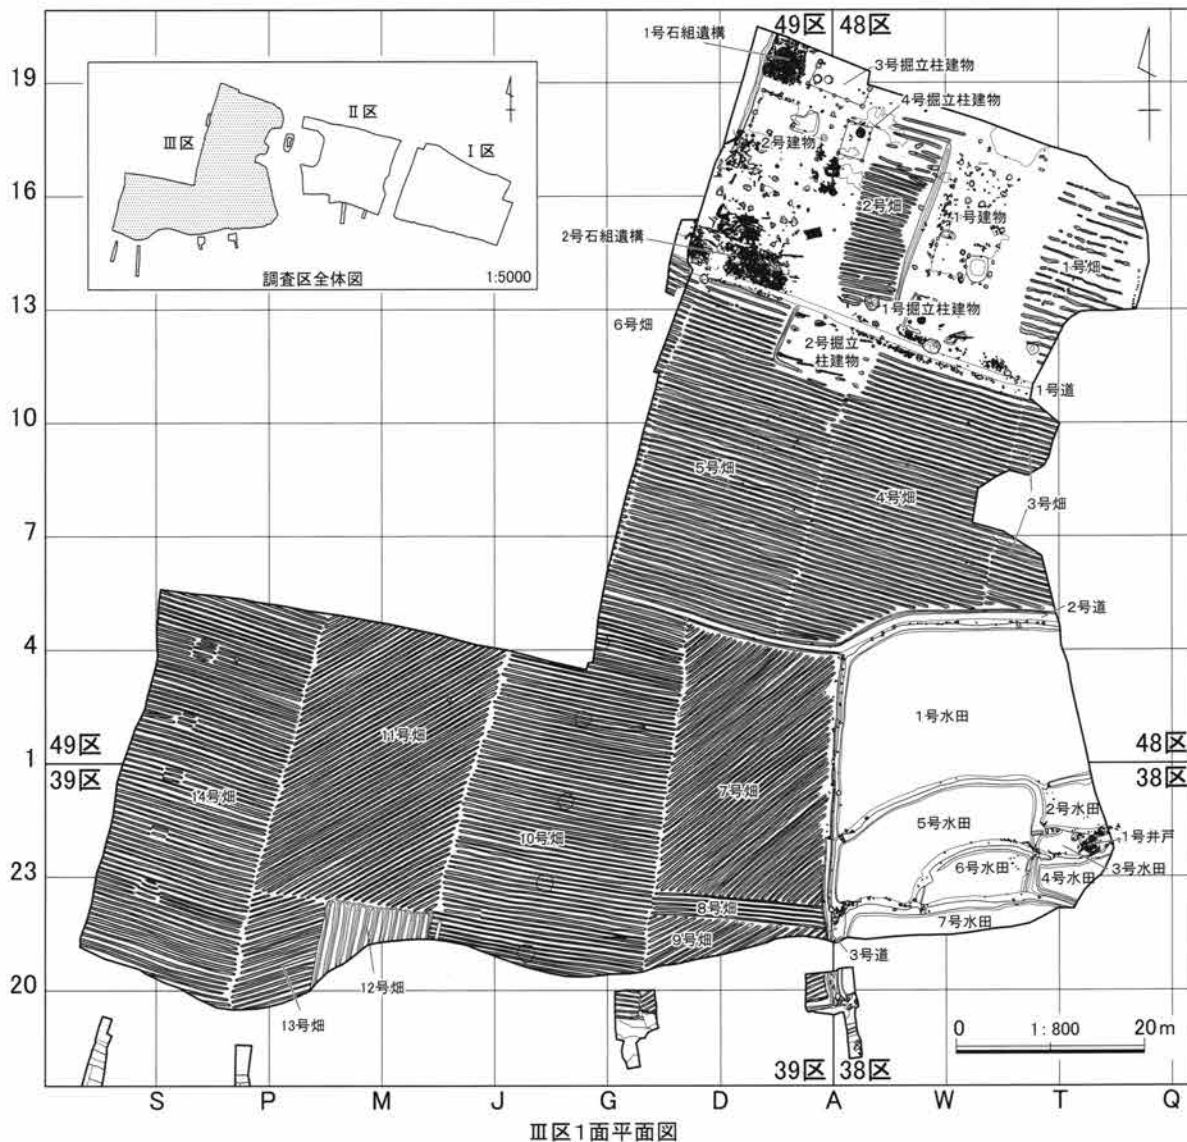 49区 48区
1号石組遺構
3号掘立柱建物
4号掘立柱建物
2号建物
2号畑
1号建物
2号石組遺構
1号畑
1号掘立柱建物
6号畑
2号掘立
柱建物
1号道
5号畑
4号畑
3号畑
2号道
1号水田
11号畑
49区
39区
48区
38区
14号畑
7号畑
10号畑
2号水田
5号水田
1号井戸
6号水田
3号水田
4号水田
8号畑
7号水田
9号畑
3号道
12号畑
13号畑
0 1:800 20m
39区 38区
Ⅲ区
Ⅱ区
Ⅰ区
調査区全体図 1:5000
19
16
13
10
7
4
1
23
20
S P M J G D A W T Q
Ⅲ区1面平面図